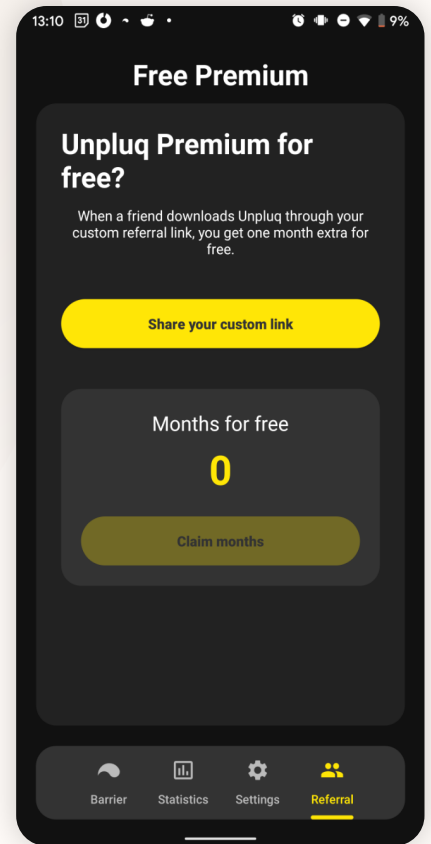 13:10 31 9%
Free Premium
Unpluq Premium for
free?
When a friend downloads Unpluq through your
custom referral link, you get one month extra for
free.
Share your custom link
Months for free
0
Claim months
Barrier Statistics Settings Referral